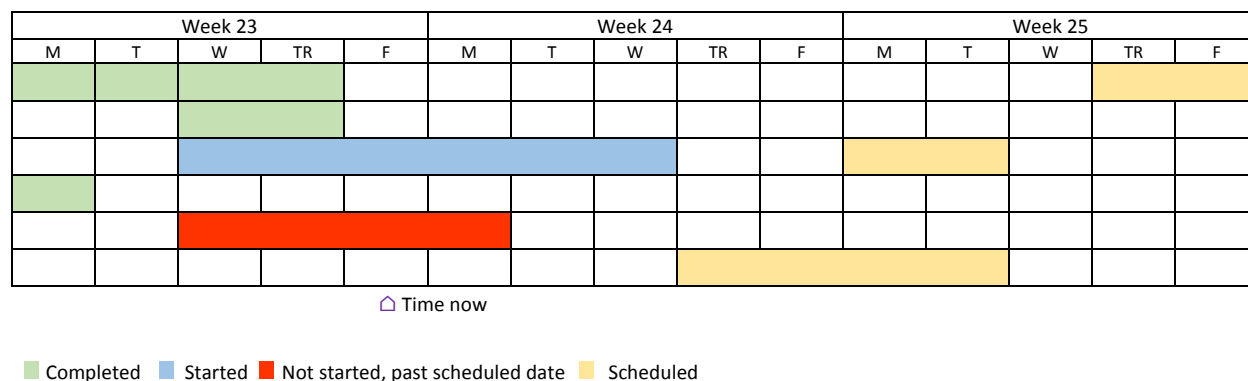 Week 23 Week 24 Week 25
M T W TR F M T W TR F M T W TR F
Time now
Completed Started Not started, past scheduled date Scheduled